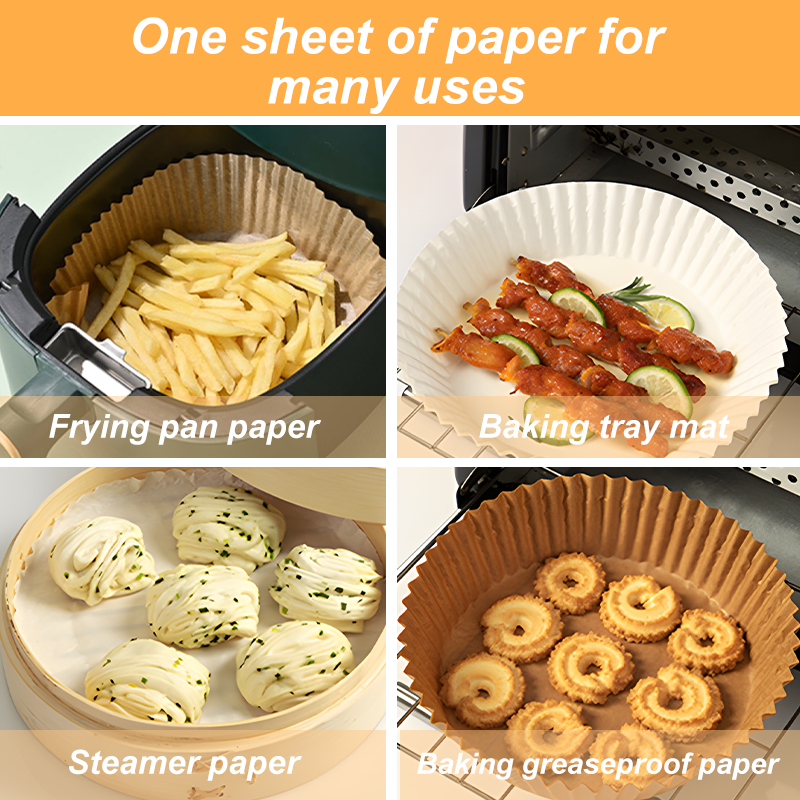 One sheet of paper for
many uses
Frying pan paper
Baking tray mat
Steamer paper
Baking greaseproof paper